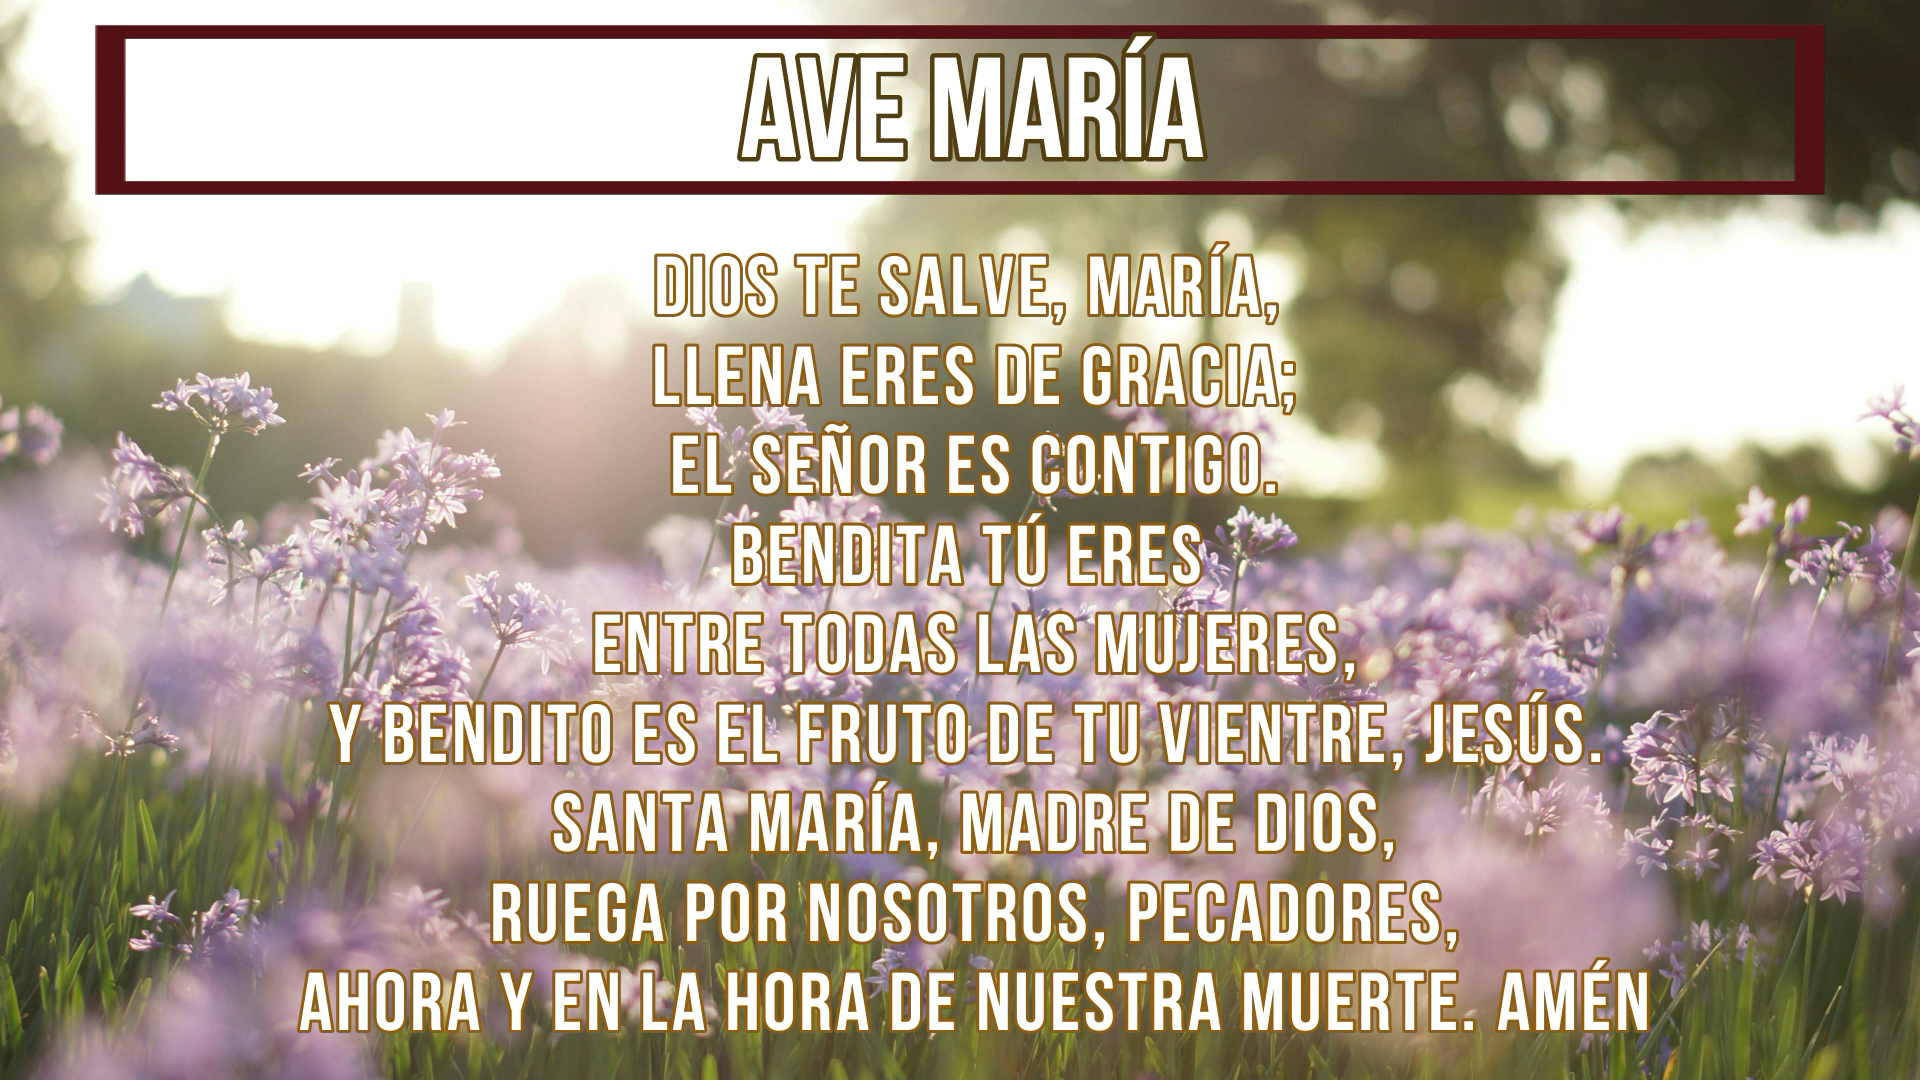 AVE MARÍA
DIOS TE SALVE, MARÍA,
LLENA ERES DE GRACIA;
EL SEÑOR ES CONTIGO.
BENDITA TÚ ERES
ENTRE TODAS LAS MUJERES,
Y BENDITO ES EL FRUTO DE TU VIENTRE, JESÚS.
SANTA MARÍA, MADRE DE DIOS,
RUEGA POR NOSOTROS, PECADORES,
AHORA Y EN LA HORA DE NUESTRA MUERTE. AMÉN